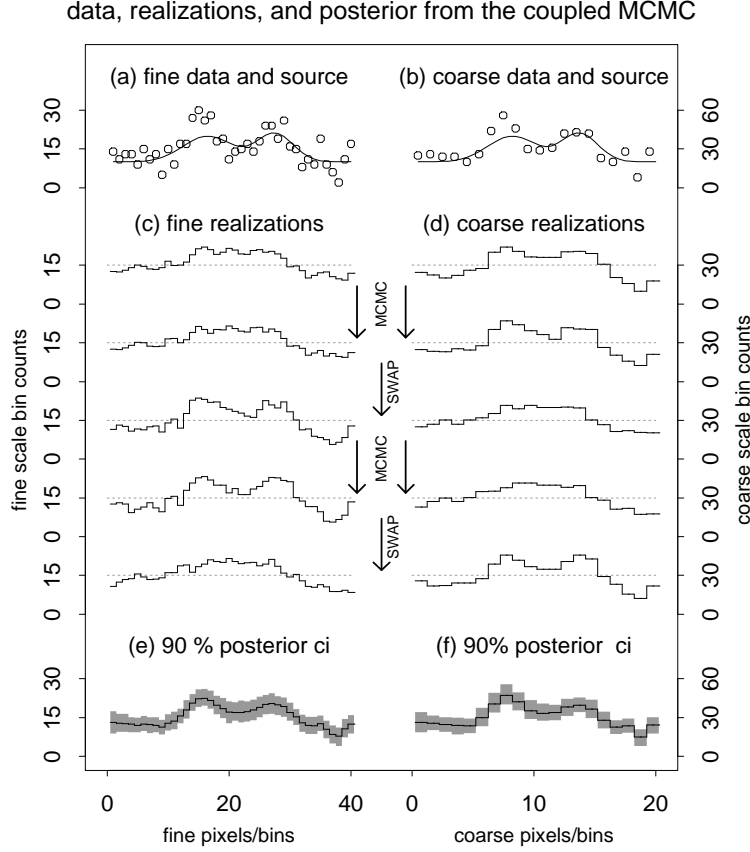 data, realizations, and posterior from the coupled MCMC
(a) fine data and source
(b) coarse data and source
0 15 30
0 30 60
(c) fine realizations
(d) coarse realizations
0 15
0 30
MCMC
0 15
0 30
SWAP
0 15
0 30
MCMC
0 15
0 30
SWAP
0 15
0 30
fine scale bin counts
coarse scale bin counts
(e) 90 % posterior ci
(f) 90% posterior ci
0 15 30
0 30 60
0 20 40
0 10 20
fine pixels/bins
coarse pixels/bins